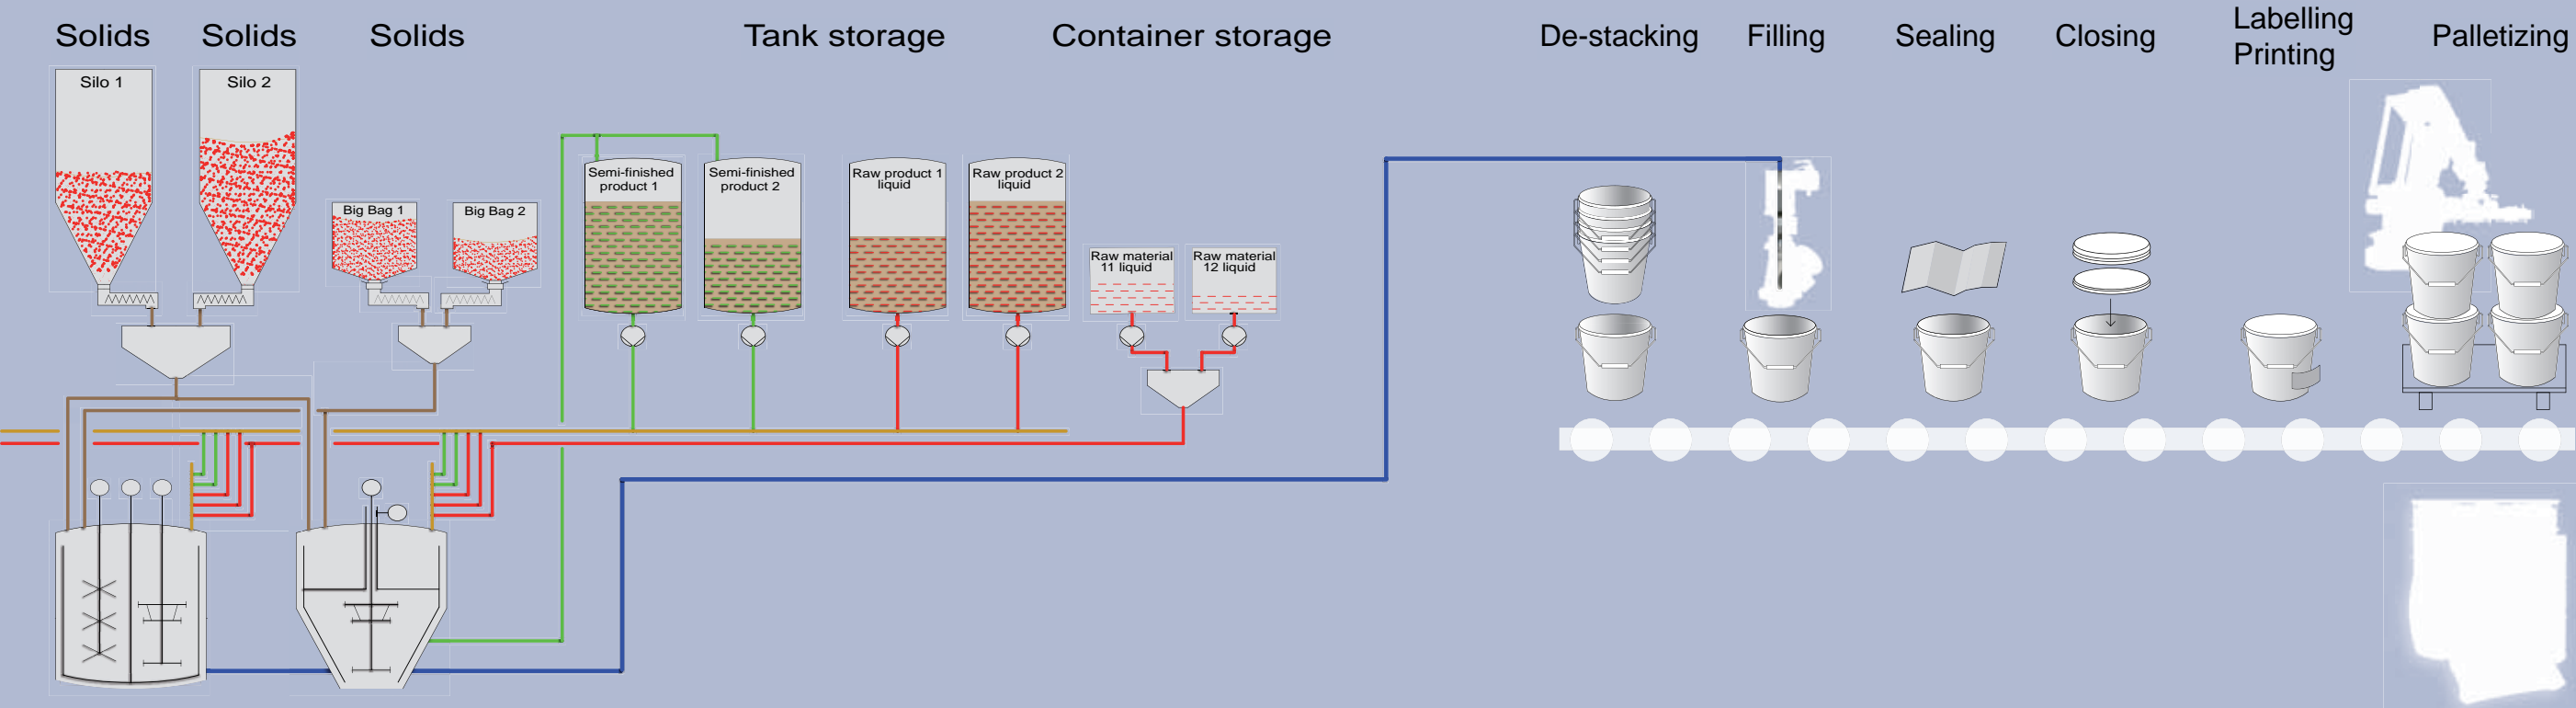 Solids
Solids
Solids
Tank storage
Container storage
De-stacking
Filling
Sealing
Closing
Labelling
Printing
Palletizing
Silo 1
Silo 2
Big Bag 1
Big Bag 2
Semi-finished
product 1
Semi-finished
product 2
Raw product 1
liquid
Raw product 2
liquid
Raw material
11 liquid
Raw material
12 liquid